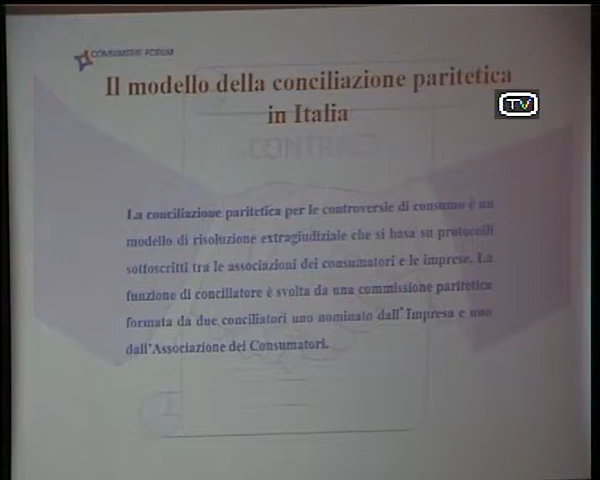 CONSUMERS' FORUM
Il modello della conciliazione paritetica
in Italia
TV
CONTRACT
La conciliazione paritetica per le controversie di consumo è un
modello di risoluzione extragiudiziale che si basa su protocolli
sottoscritti tra le associazioni dei consumatori e le imprese. La
funzione di conciliatore è svolta da una commissione paritetica
formata da due conciliatori uno nominato dall'Impresa e uno
dall'Associazione dei Consumatori.